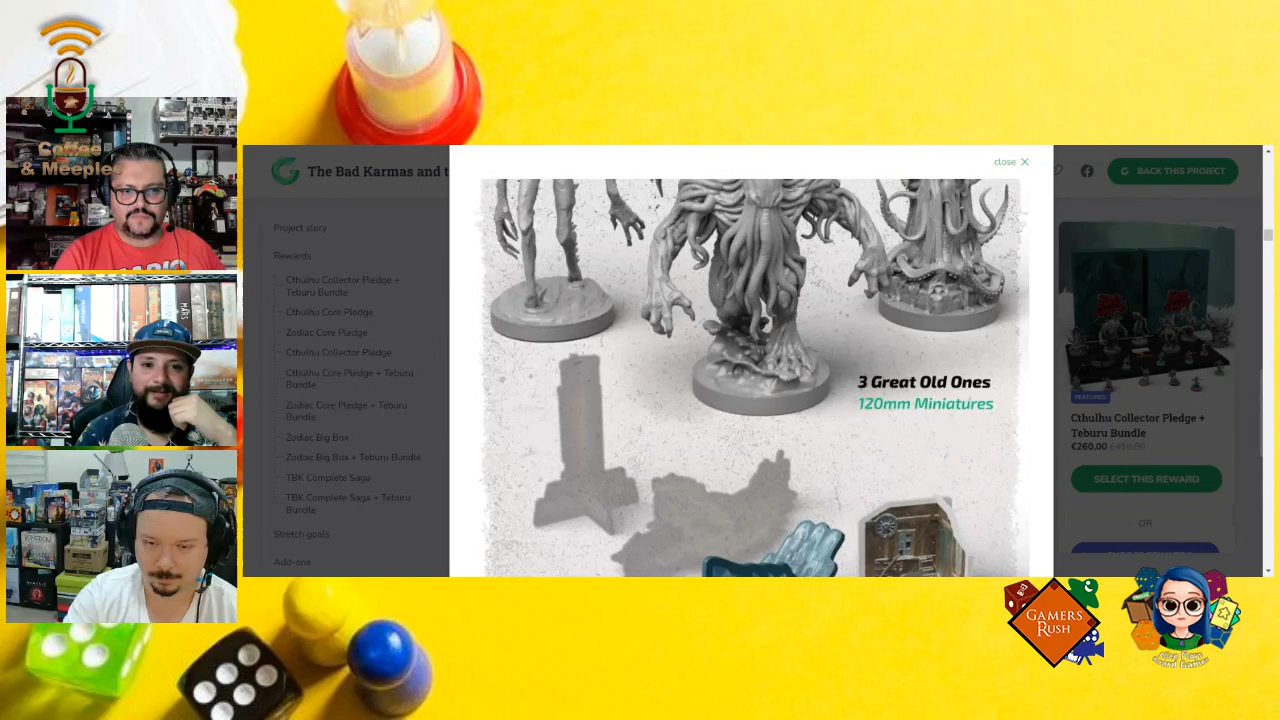 Coffee
& Meeples
close ×
The Bad Karmas and t
BACK THIS PROJECT
Project story
Rewards
Cthulhu Collector Pledge +
Teburu Bundle
Cthulhu Core Pledge
Zodiac Core Pledge
Cthulhu Collector Pledge
Cthulhu Core Pledge + Teburu
Bundle
Zodiac Core Pledge + Teburu
Bundle
Zodiac Big Box
Zodiac Big Box + Teburu Bundle
TBK Complete Saga
TBK Complete Saga + Teburu
Bundle
Stretch goals
Add-ons
3 Great Old Ones
120mm Miniatures
FEATURED
Cthulhu Collector Pledge +
Teburu Bundle
€260,00 €410,00
SELECT THIS REWARD
OR
GAMERS
RUSH
MARS